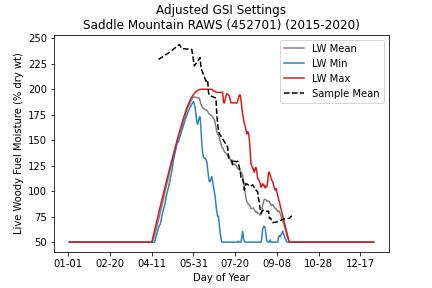 Adjusted GSI Settings
Saddle Mountain RAWS (452701) (2015-2020)
Live Woody Fuel Moisture (% dry wt)
250
225
200
175
150
125
100
75
50
LW Mean
LW Min
LW Max
Sample Mean
01-01 02-20 04-11 05-31 07-20 09-08 10-28 12-17
Day of Year